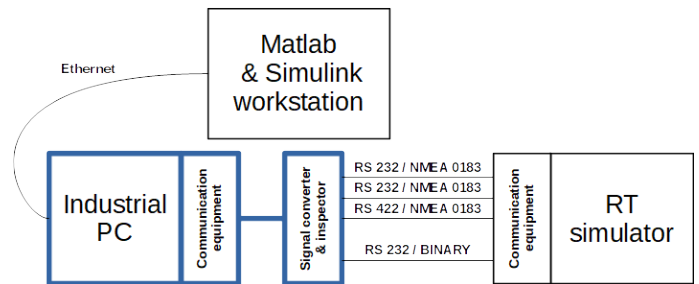 Matlab
& Simulink
workstation
Ethernet
Industrial
PC
Communication
equipment
Signal converter
& inspector
RS 232 / NMEA 0183
RS 232 / NMEA 0183
RS 422 / NMEA 0183
RS 232 / BINARY
Communication
equipment
RT
simulator